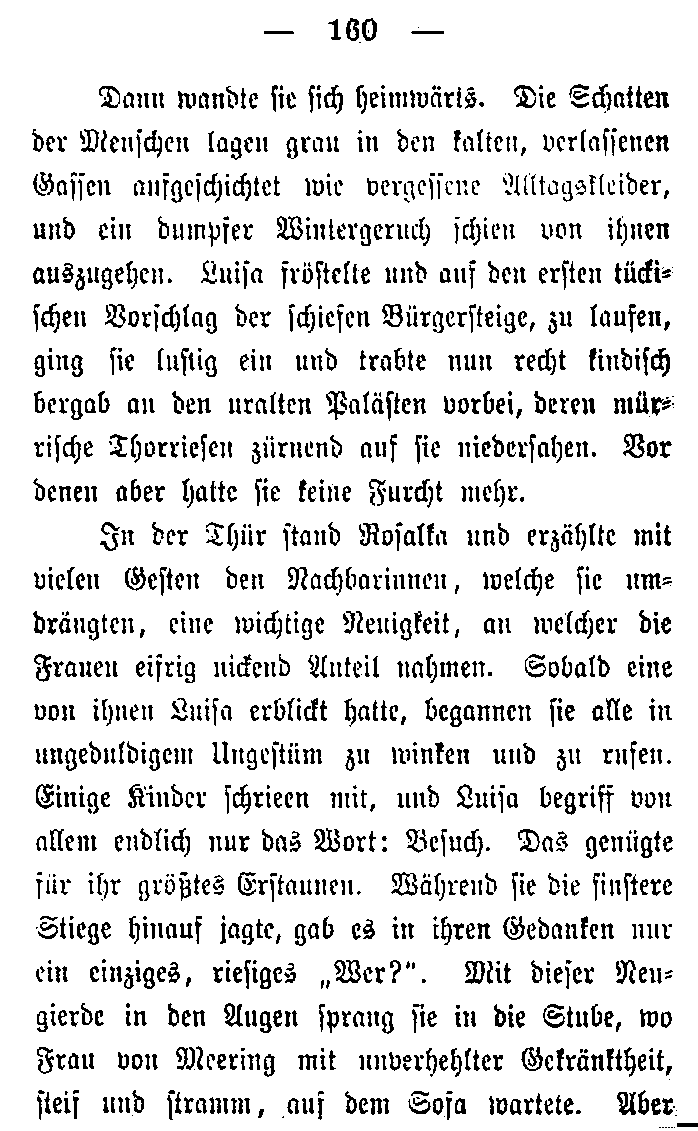 — 160 —
Dann wandte sie sich heimwärts. Die Schatten
der Menschen lagen grau in den kalten, verlassenen
Gassen aufgeschichtet wie vergessene Alltagskleider,
und ein dumpfer Wintergeruch schien von ihnen
auszugehen. Luisa fröstelte und auf den ersten tücki-
schen Vorschlag der schiefen Bürgersteige, zu laufen,
ging sie lustig ein und trabte nun recht kindisch
bergab an den uralten Palästen vorbei, deren mür-
rische Thorriesen zürnend auf sie niedersahen. Vor
denen aber hatte sie keine Furcht mehr.
In der Thür stand Rosalka und erzählte mit
vielen Gesten den Nachbarinnen, welche sie um-
drängten, eine wichtige Neuigkeit, an welcher die
Frauen eifrig nickend Anteil nahmen. Sobald eine
von ihnen Luisa erblickt hatte, begannen sie alle in
ungeduldigem Ungestüm zu winken und zu rufen.
Einige Kinder schrieen mit, und Luisa begriff von
allem endlich nur das Wort: Besuch. Das genügte
für ihr größtes Erstaunen. Während sie die finstere
Stiege hinauf jagte, gab es in ihren Gedanken nur
ein einziges, riesiges „Wer?“. Mit dieser Neu-
gierde in den Augen sprang sie in die Stube, wo
Frau von Meering mit unverhehlter Gekränktheit,
steif und stramm, auf dem Sofa wartete. Aber